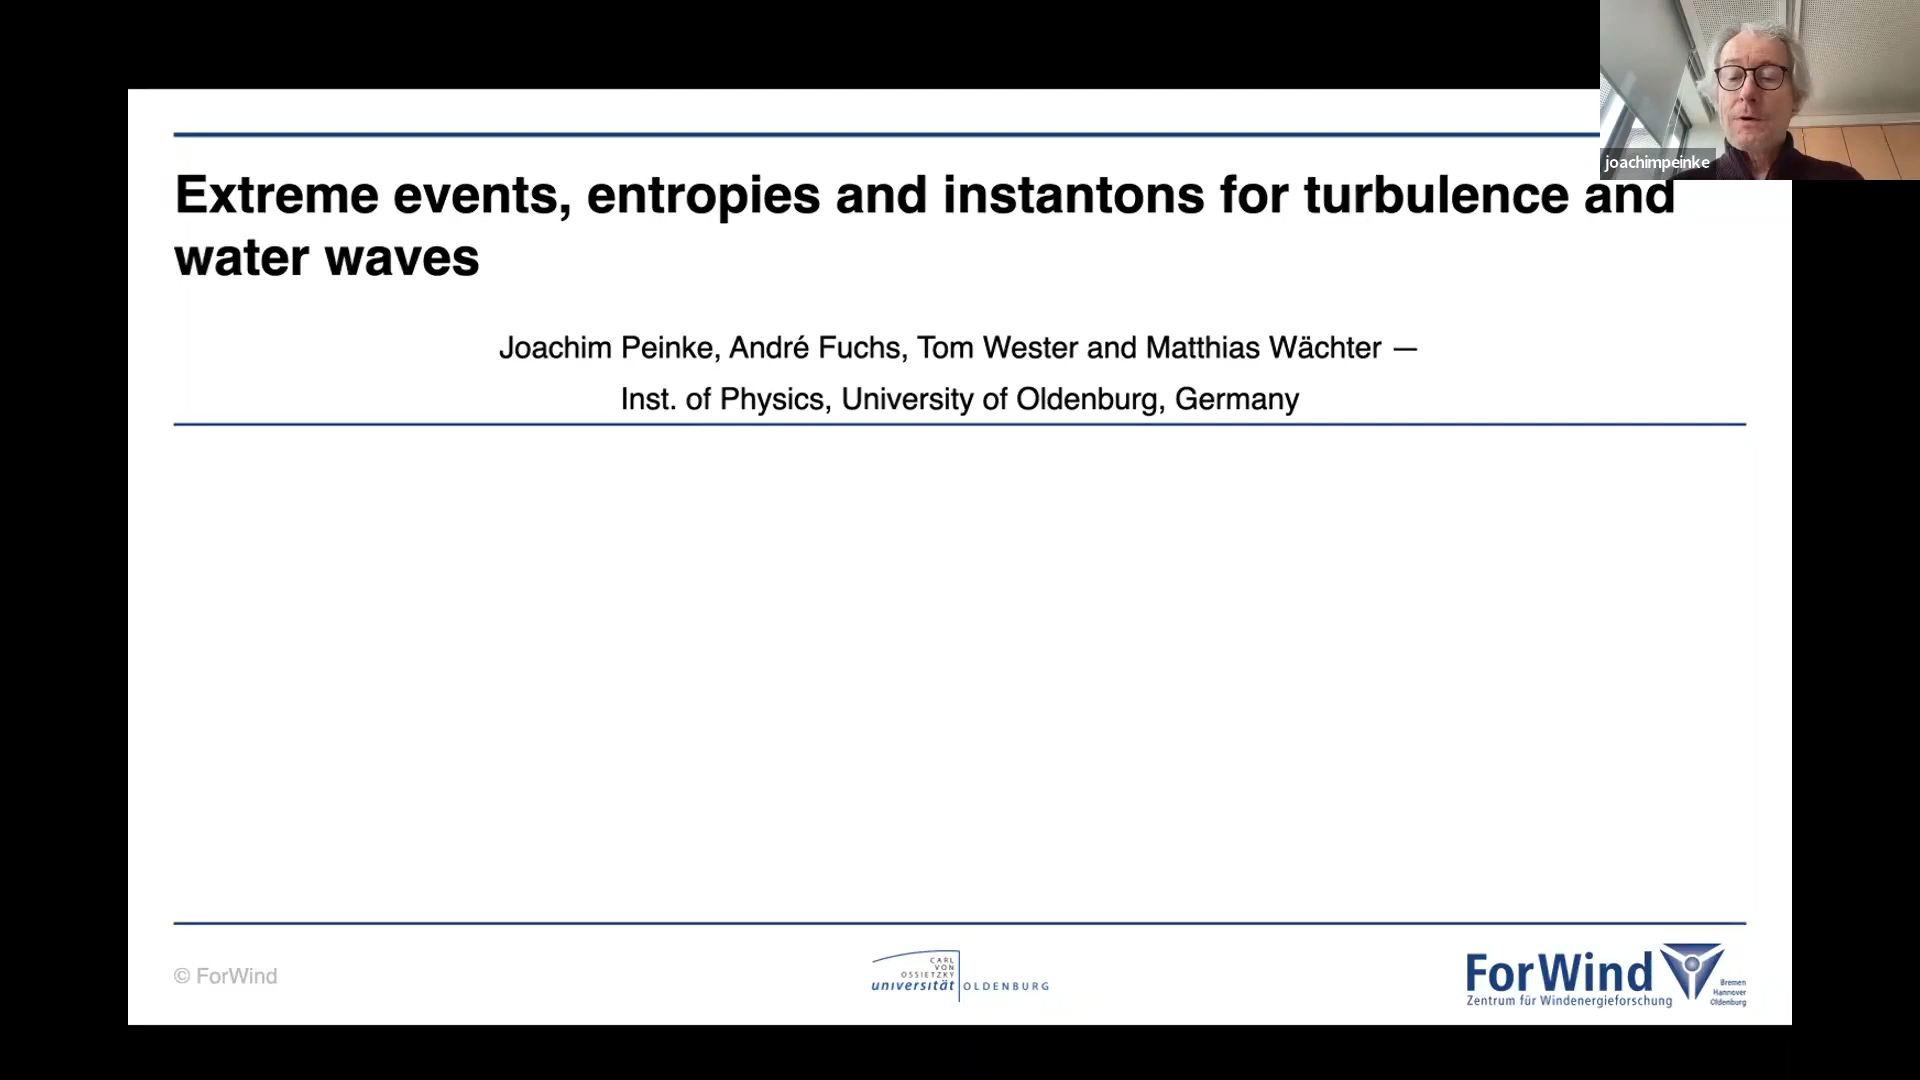 joachimpeinke
Extreme events, entropies and instantons for turbulence and
water waves
Joachim Peinke, André Fuchs, Tom Wester and Matthias Wächter —
Inst. of Physics, University of Oldenburg, Germany
© ForWind
CARL
VON
OSSIETZKY
universität OLDENBURG
ForWind
Zentrum für Windenergieforschung
Bremen
Hannover
Oldenburg